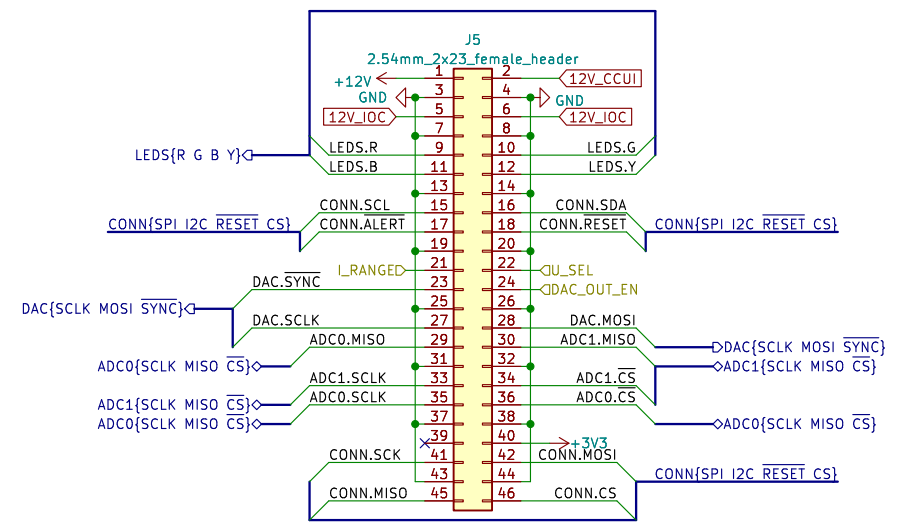 J5
2.54mm_2x23_female_header
+12V 1 2 12V_CCUI
GND 3 4 GND
12V_IOC 5 6 12V_IOC
7 8
LEDS{R G B Y} LEDS.R 9 10 LEDS.G
LEDS.B 11 12 LEDS.Y
13 14
CONN.SCL 15 16 CONN.SDA
CONN{SPI I2C RESET CS} CONN.ALERT 17 18 CONN.RESET CONN{SPI I2C RESET CS}
19 20
I_RANGE 21 22 U_SEL
DAC.SYNC 23 24 DAC_OUT_EN
DAC{SCLK MOSI SYNC} 25 26
DAC.SCLK 27 28 DAC.MOSI
ADC0.MISO 29 30 ADC1.MISO DAC{SCLK MOSI SYNC}
ADC0{SCLK MISO CS} 31 32 ADC1{SCLK MISO CS}
ADC1.SCLK 33 34 ADC1.CS
ADC1{SCLK MISO CS} ADC0.SCLK 35 36 ADC0.CS
ADC0{SCLK MISO CS} 37 38 ADC0{SCLK MISO CS}
39 40 +3V3
CONN.SCK 41 42 CONN.MOSI
43 44 CONN{SPI I2C RESET CS}
CONN.MISO 45 46 CONN.CS